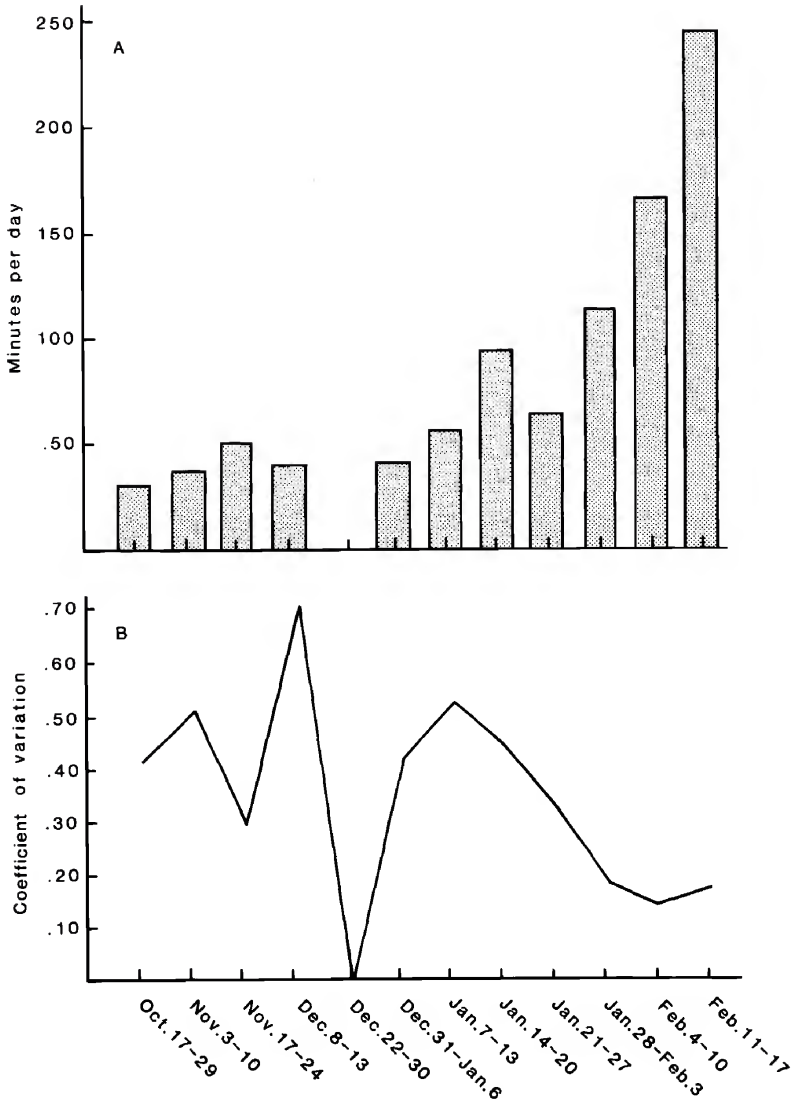 250
A
200
150
100
.50
Minutes per day
.70
B
.60
.50
.40
.30
.20
.10
Coefficient of variation
Oct.17-29
Nov.3-10
Nov.17-24
Dec.8-13
Dec.22-30
Dec.31-Jan.6
Jan.7-13
Jan.14-20
Jan.21-27
Jan.28-Feb.3
Feb.4-10
Feb.11-17